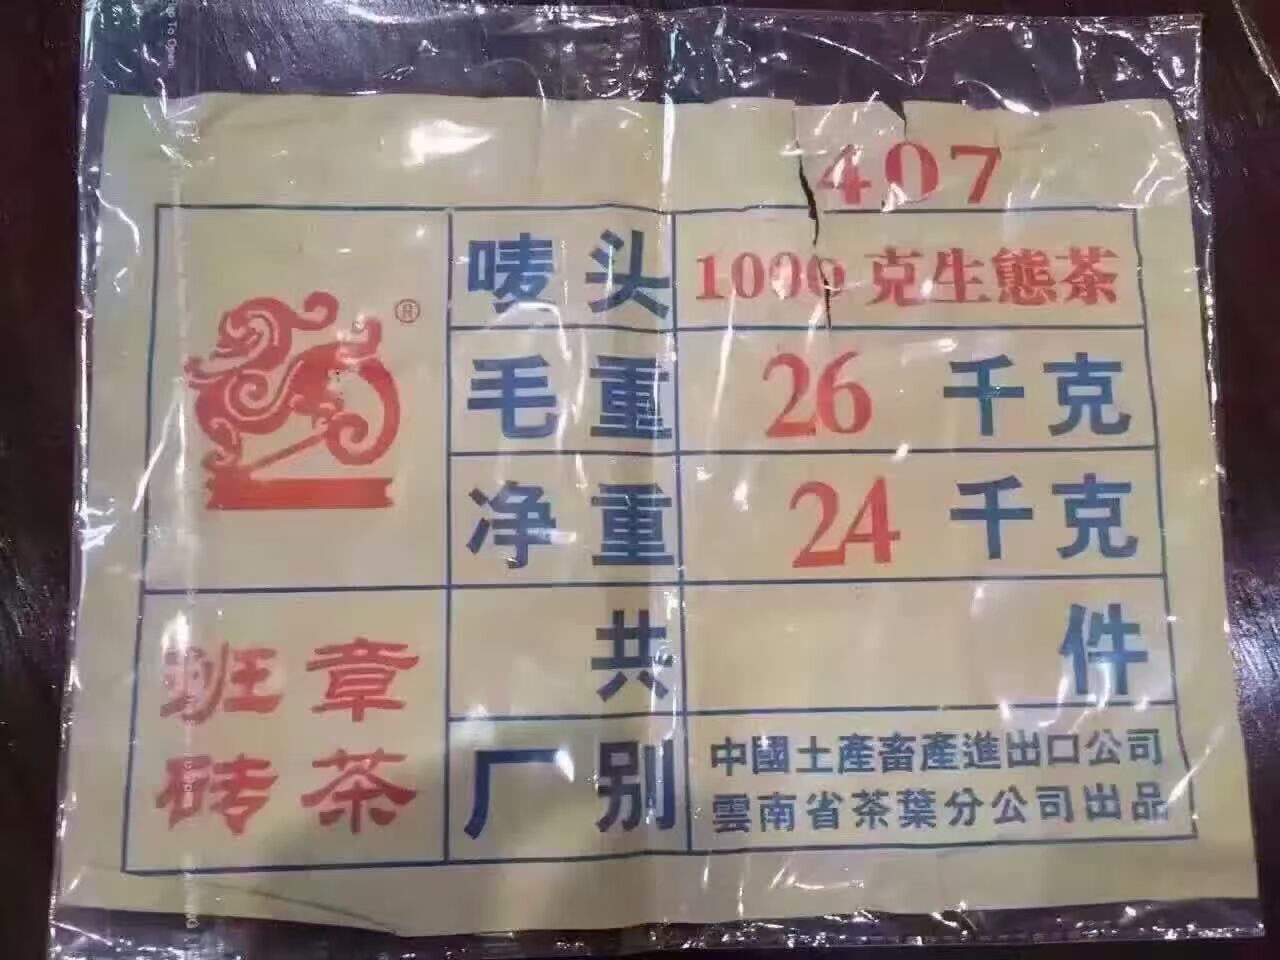 407
唛头 1000 克生態茶
®
毛重 26 千克
净重 24 千克
共 件
班章
砖茶
厂别 中國土產畜產進出口公司
雲南省茶葉分公司出品